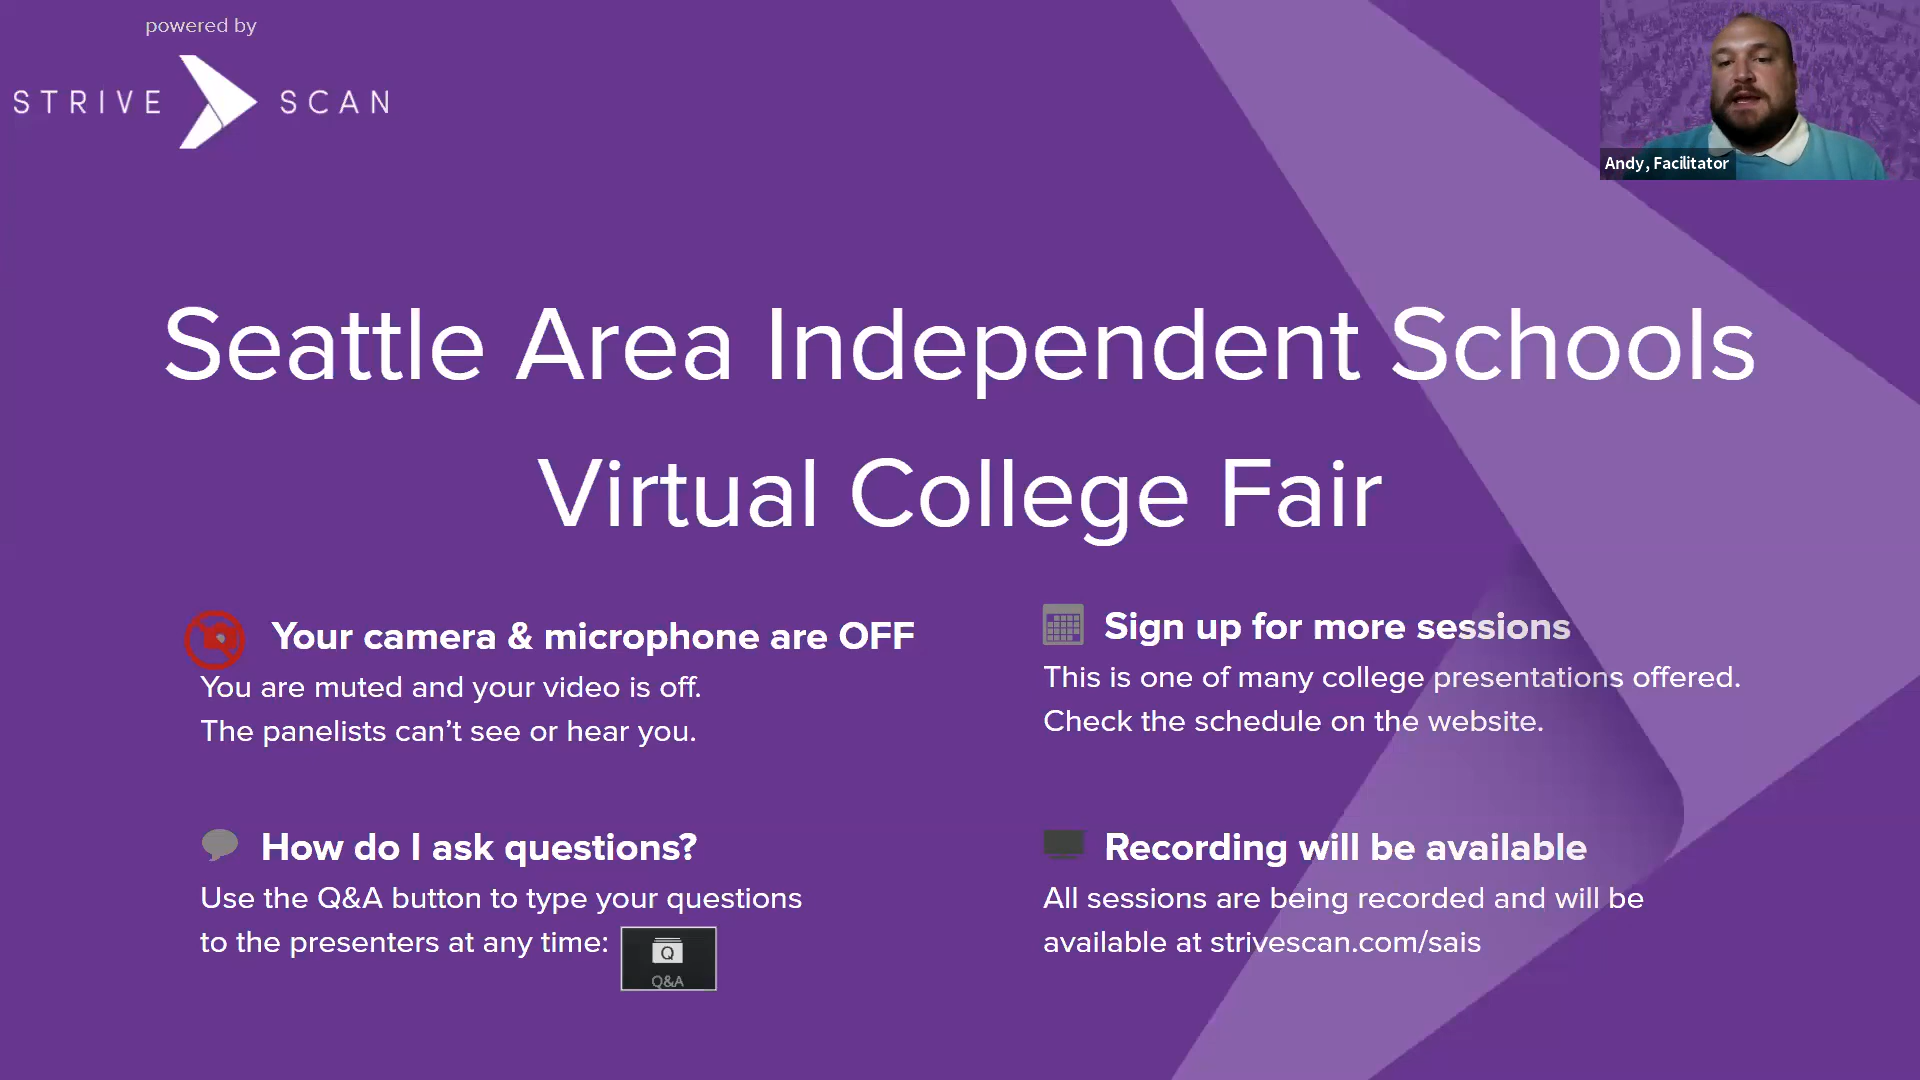 powered by
STRIVE SCAN
Andy, Facilitator
Seattle Area Independent Schools
Virtual College Fair
Your camera & microphone are OFF
You are muted and your video is off.
The panelists can’t see or hear you.
Sign up for more sessions
This is one of many college presentations offered.
Check the schedule on the website.
How do I ask questions?
Use the Q&A button to type your questions
to the presenters at any time:
Q
Q&A
Recording will be available
All sessions are being recorded and will be
available at strivescan.com/sais